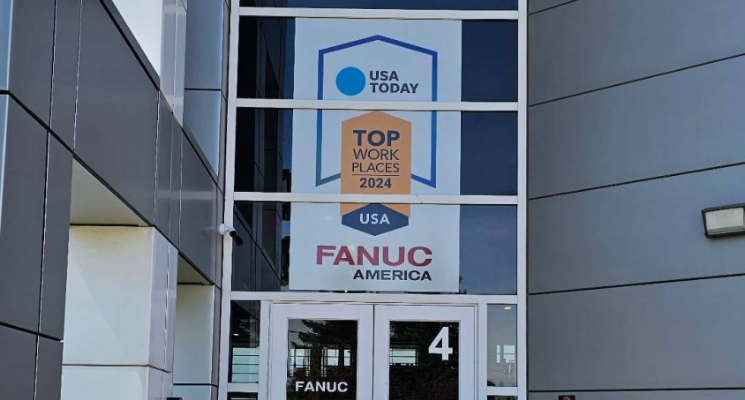 USA
TODAY
TOP
WORK
PLACES
2024
USA
FANUC
AMERICA
4
FANUC